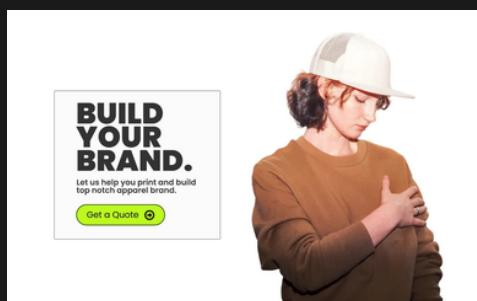 BUILD
YOUR
BRAND.
Let us help you print and build
top notch apparel brand.
Get a Quote